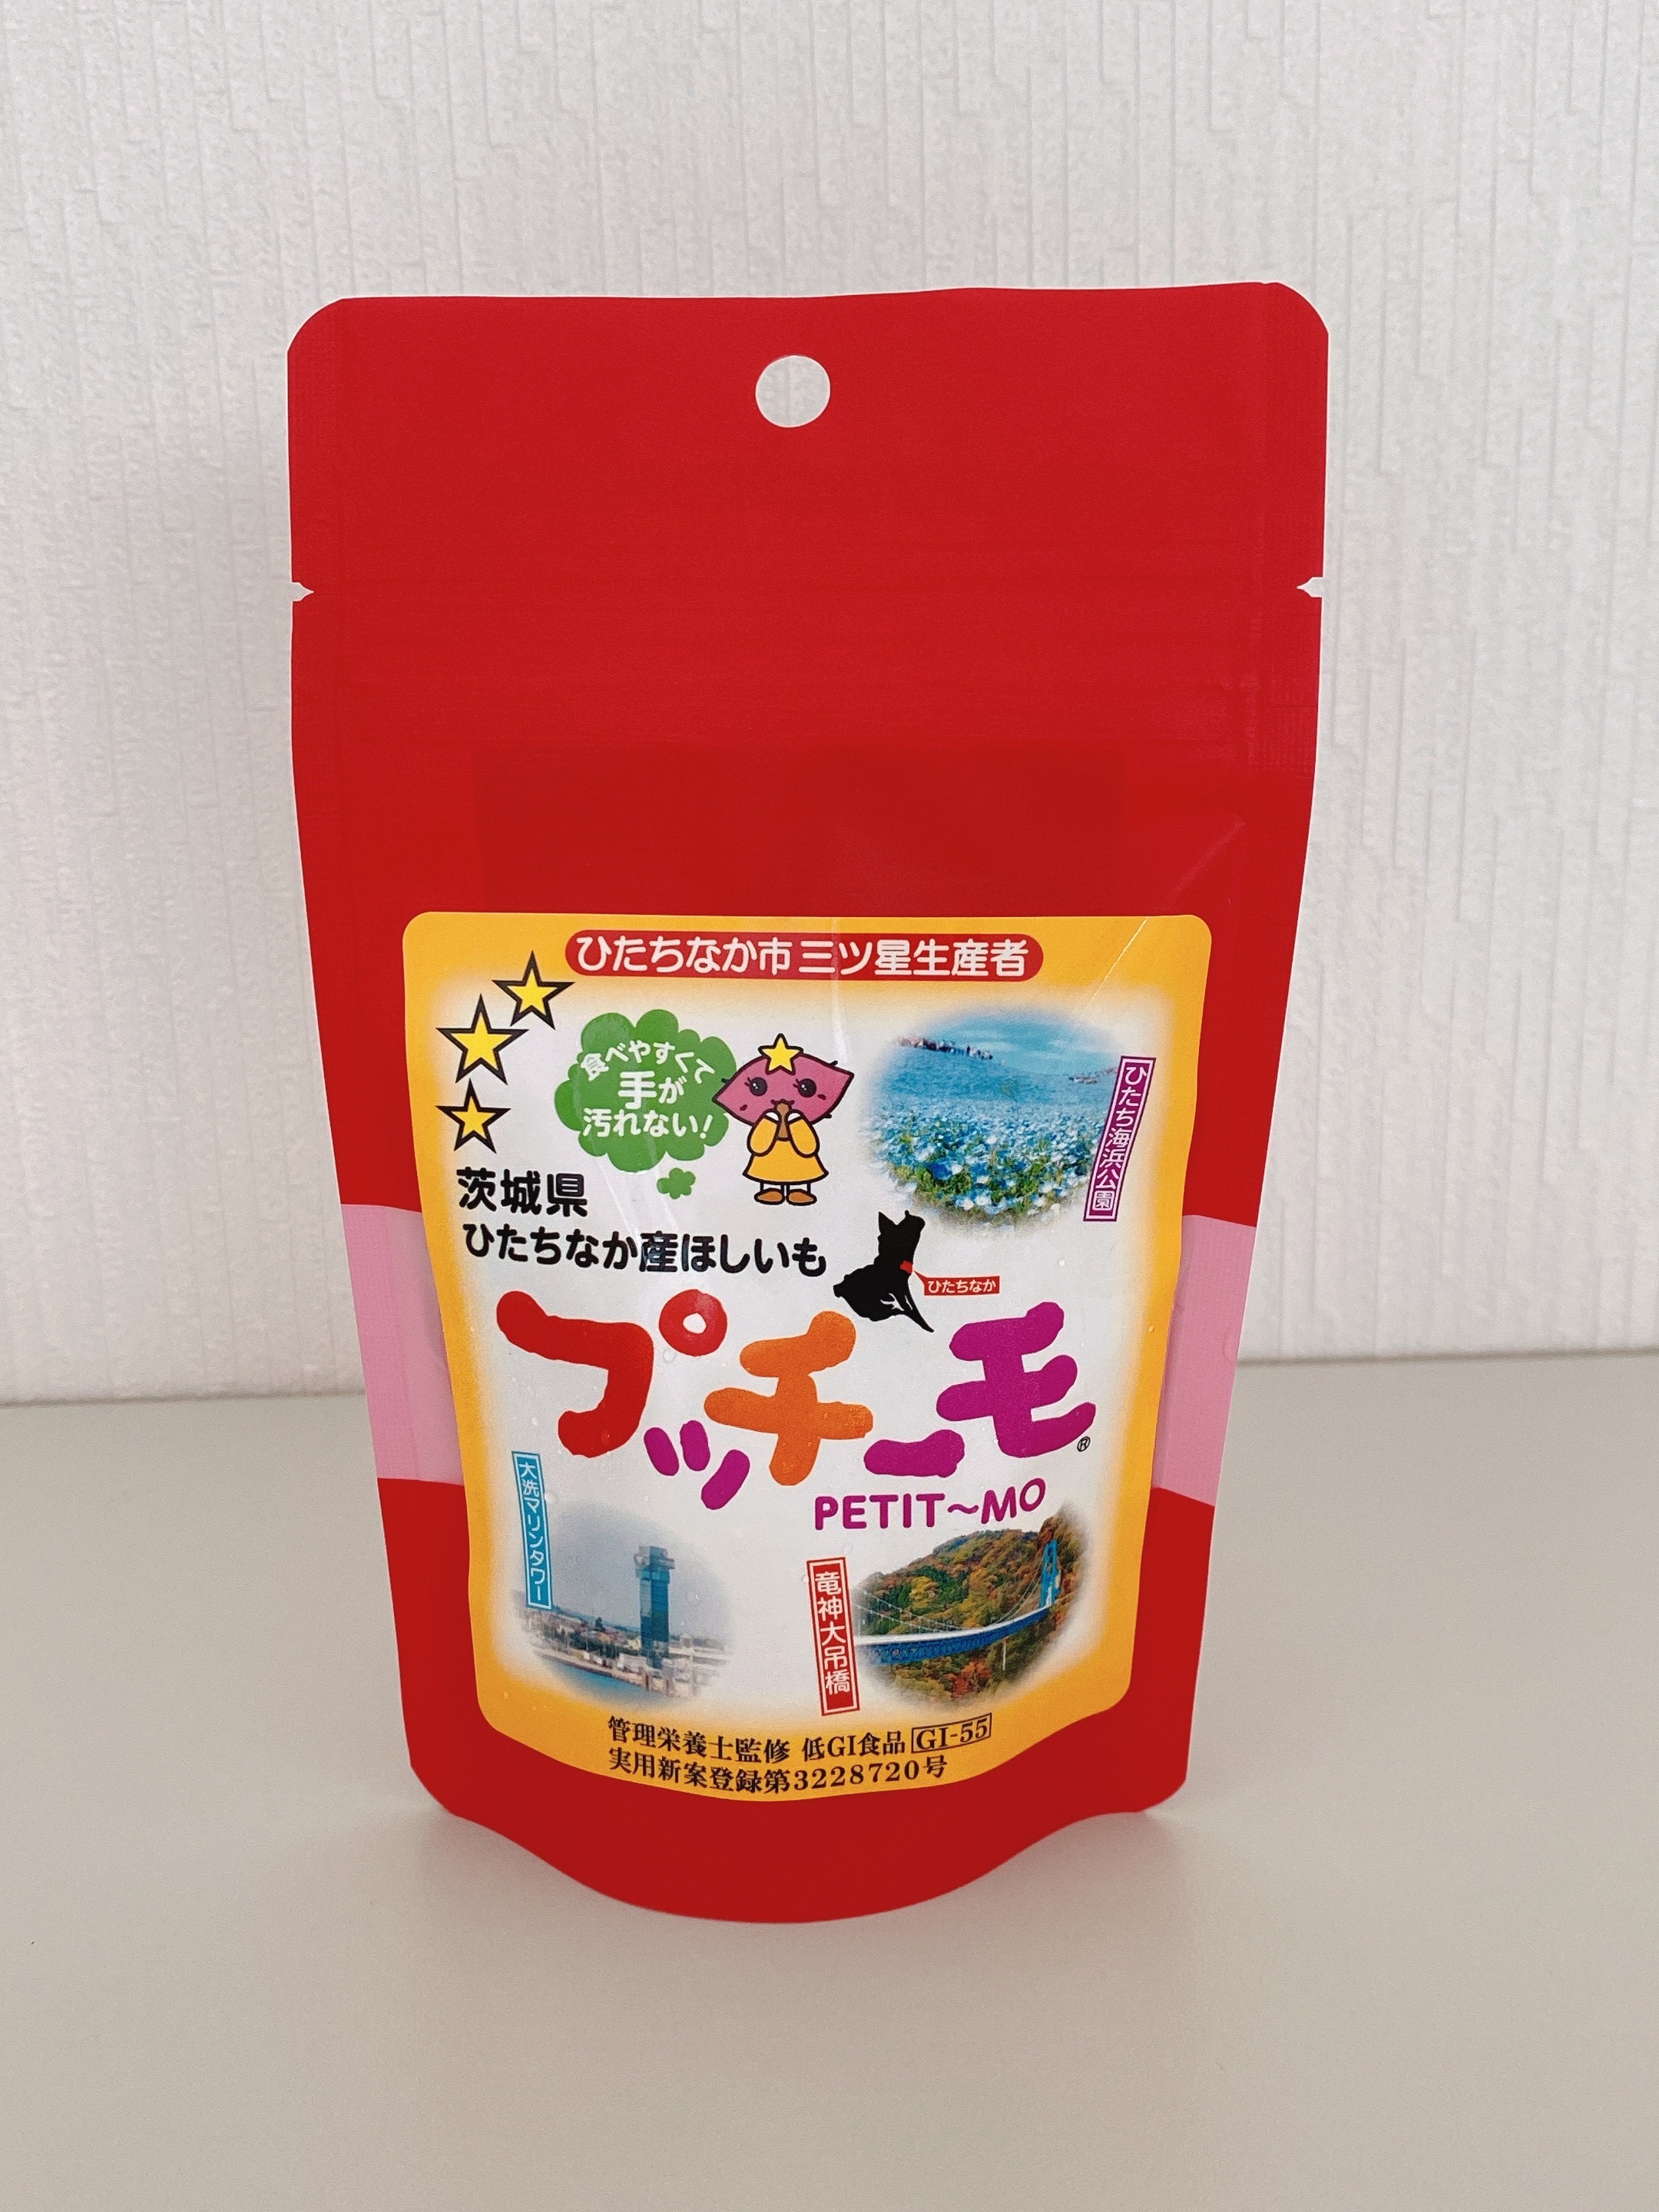 ひたちなか市 三ツ星生産者
食べやすくて
手が
汚れない!
ひたち海浜公園
茨城県
ひたちなか産ほしいも
ひたちなか
プッチーモ®
PETIT〜MO
大洗マリンタワー
竜神大吊橋
管理栄養士監修 低GI食品 GI-55
実用新案登録第3228720号